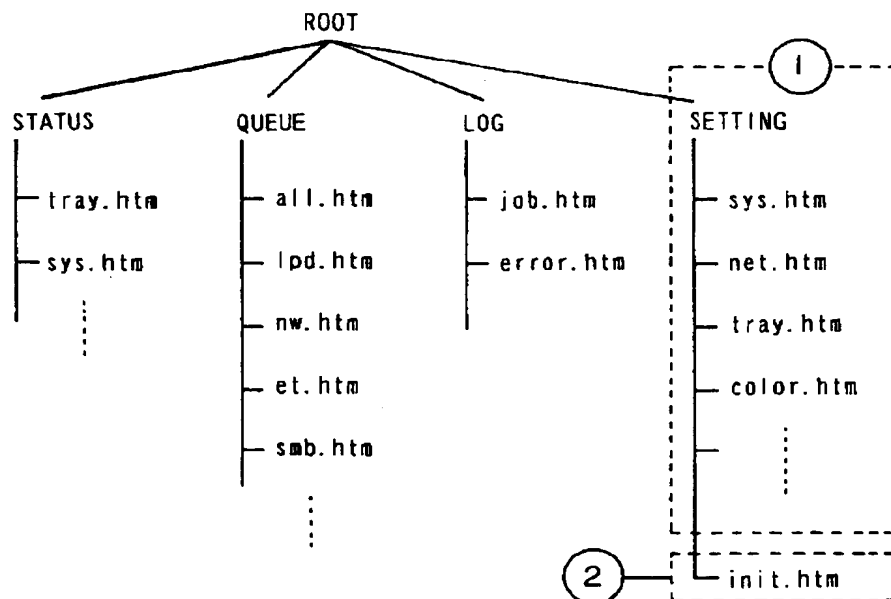 ROOT
1
STATUS QUEUE LOG SETTING
tray.htm all.htm job.htm sys.htm
sys.htm lpd.htm error.htm net.htm
nw.htm tray.htm
et.htm color.htm
smb.htm
2 init.htm